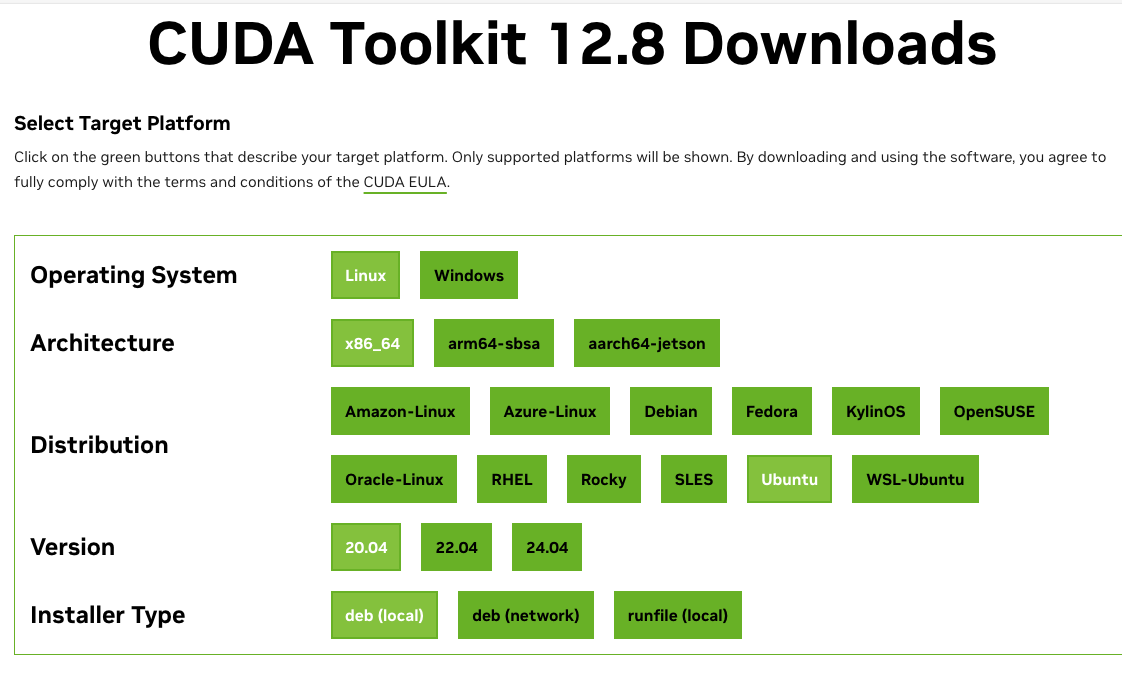 CUDA Toolkit 12.8 Downloads
Select Target Platform
Click on the green buttons that describe your target platform. Only supported platforms will be shown. By downloading and using the software, you agree to
fully comply with the terms and conditions of the CUDA EULA.
Operating System Linux Windows
Architecture x86_64 arm64-sbsa aarch64-jetson
Distribution
Amazon-Linux Azure-Linux Debian Fedora KylinOS OpenSUSE
Oracle-Linux RHEL Rocky SLES Ubuntu WSL-Ubuntu
Version 20.04 22.04 24.04
Installer Type deb (local) deb (network) runfile (local)